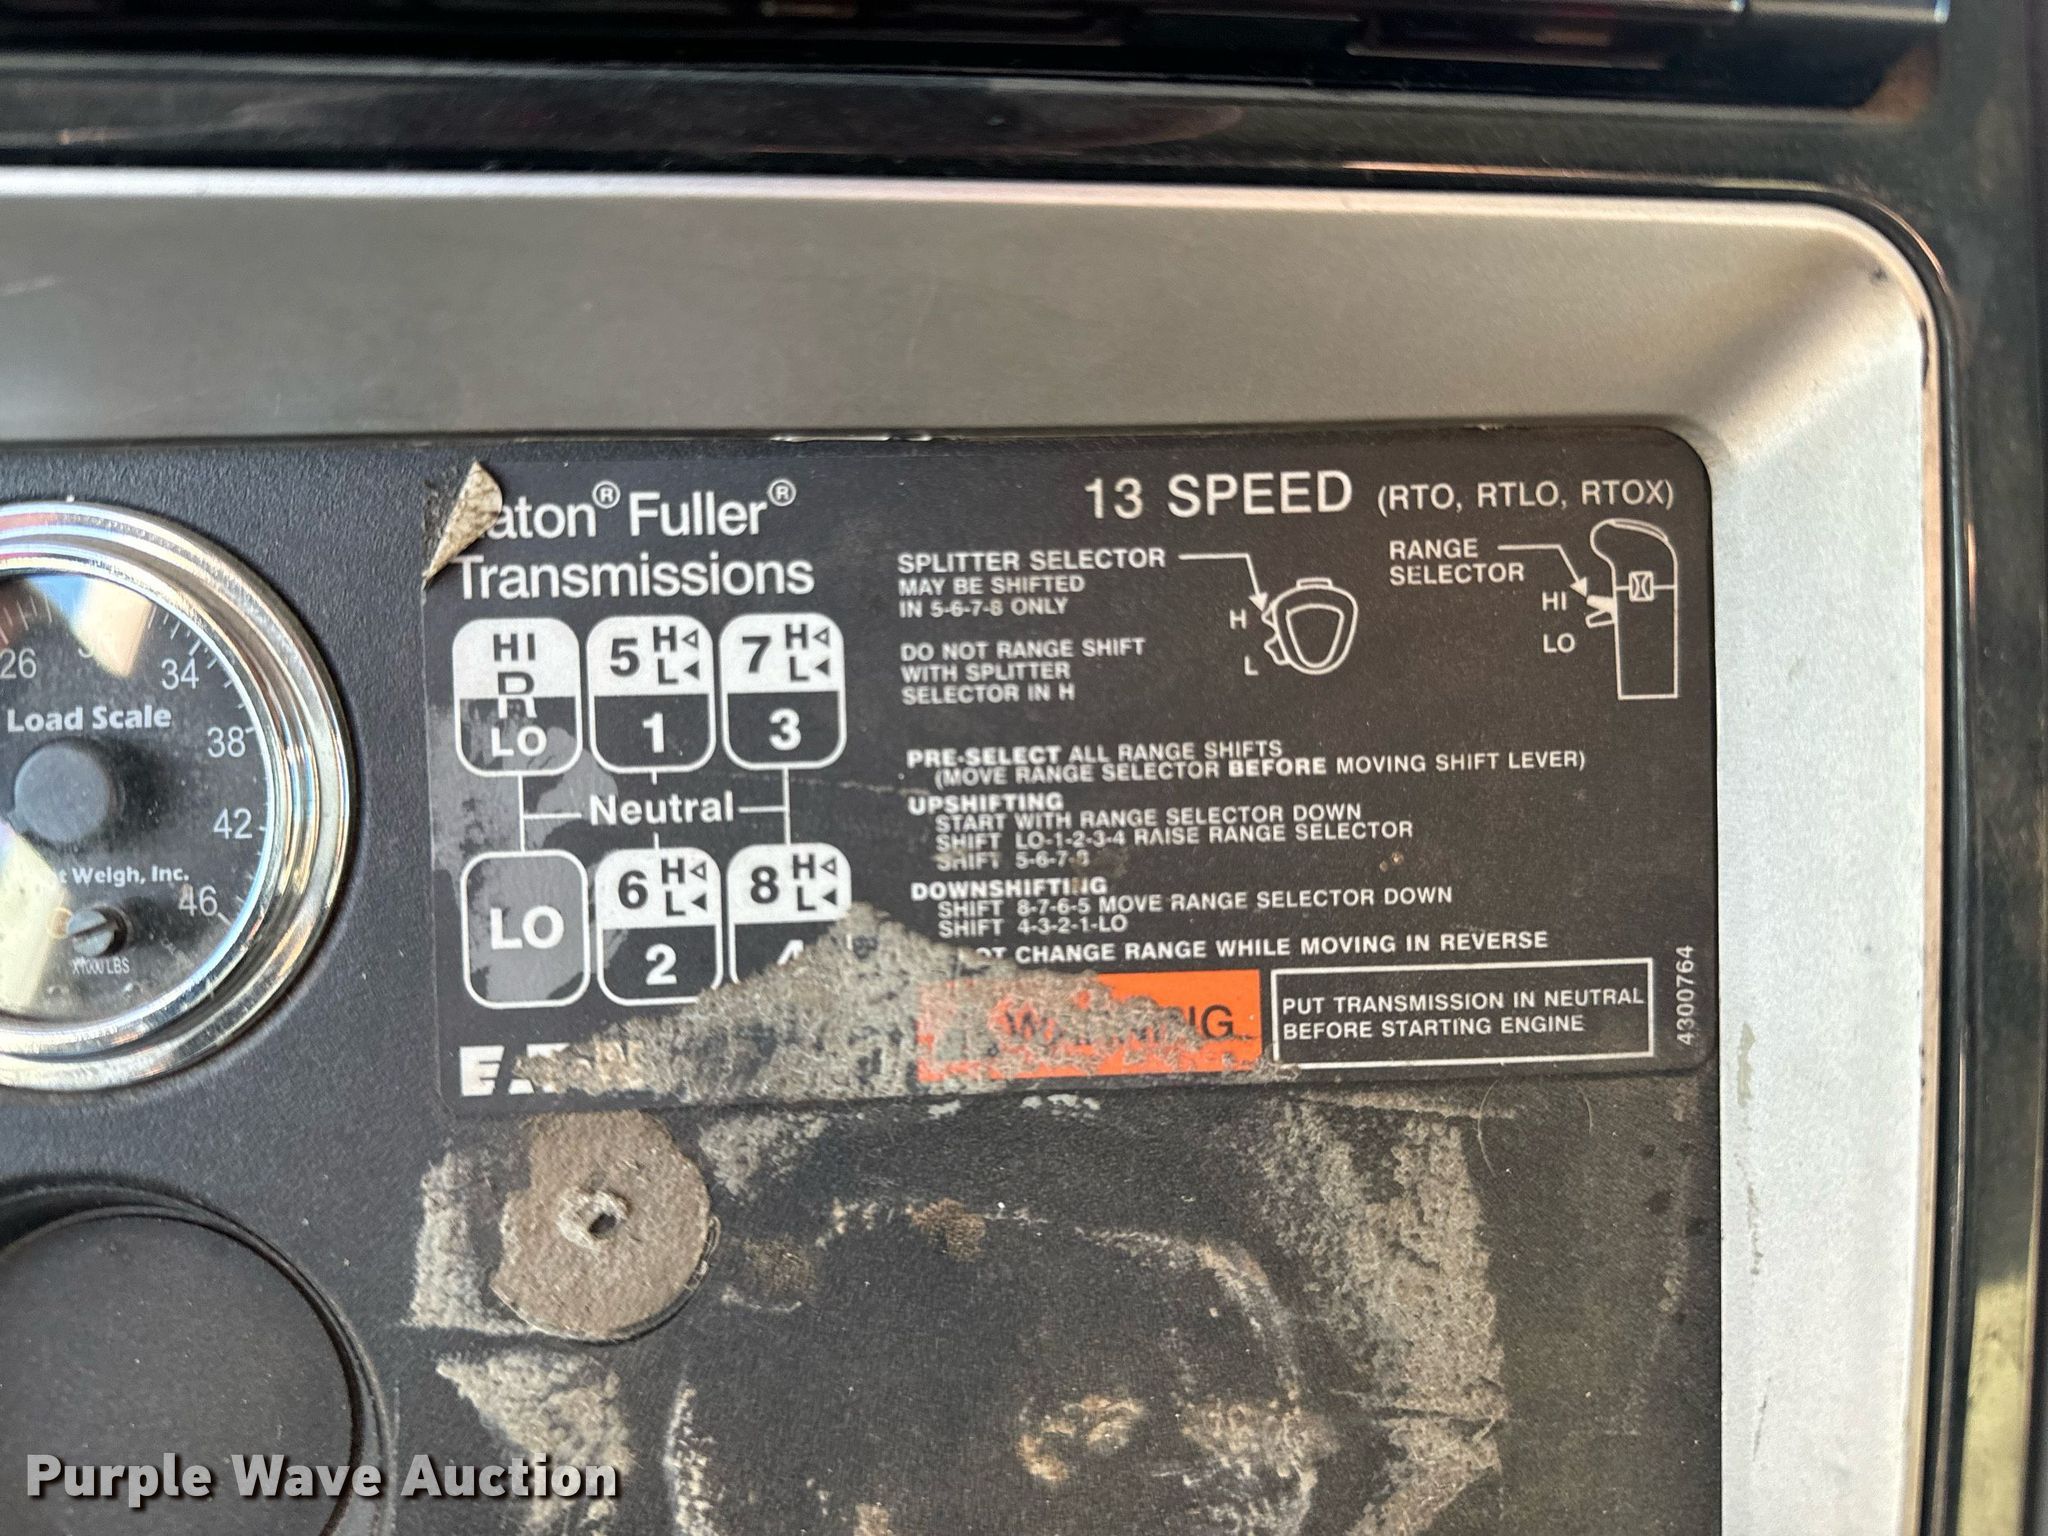 aton® Fuller®
Transmissions
13 SPEED (RTO, RTLO, RTOX)
SPLITTER SELECTOR
MAY BE SHIFTED
IN 5-6-7-8 ONLY
DO NOT RANGE SHIFT
WITH SPLITTER
SELECTOR IN H
H
L
RANGE
SELECTOR
HI
LO
HI
R
LO
5 H
L
1
7 H
L
3
Neutral
LO
6 H
L
2
8 H
L
4
PRE-SELECT ALL RANGE SHIFTS
(MOVE RANGE SELECTOR BEFORE MOVING SHIFT LEVER)
UPSHIFTING
START WITH RANGE SELECTOR DOWN
SHIFT LO-1-2-3-4 RAISE RANGE SELECTOR
SHIFT 5-6-7-8
DOWNSHIFTING
SHIFT 8-7-6-5 MOVE RANGE SELECTOR DOWN
SHIFT 4-3-2-1-LO
CHANGE RANGE WHILE MOVING IN REVERSE
PUT TRANSMISSION IN NEUTRAL
BEFORE STARTING ENGINE
4300764
26
34
Load Scale
38
42
Weigh, Inc.
46
X1000 LBS
Purple Wave Auction